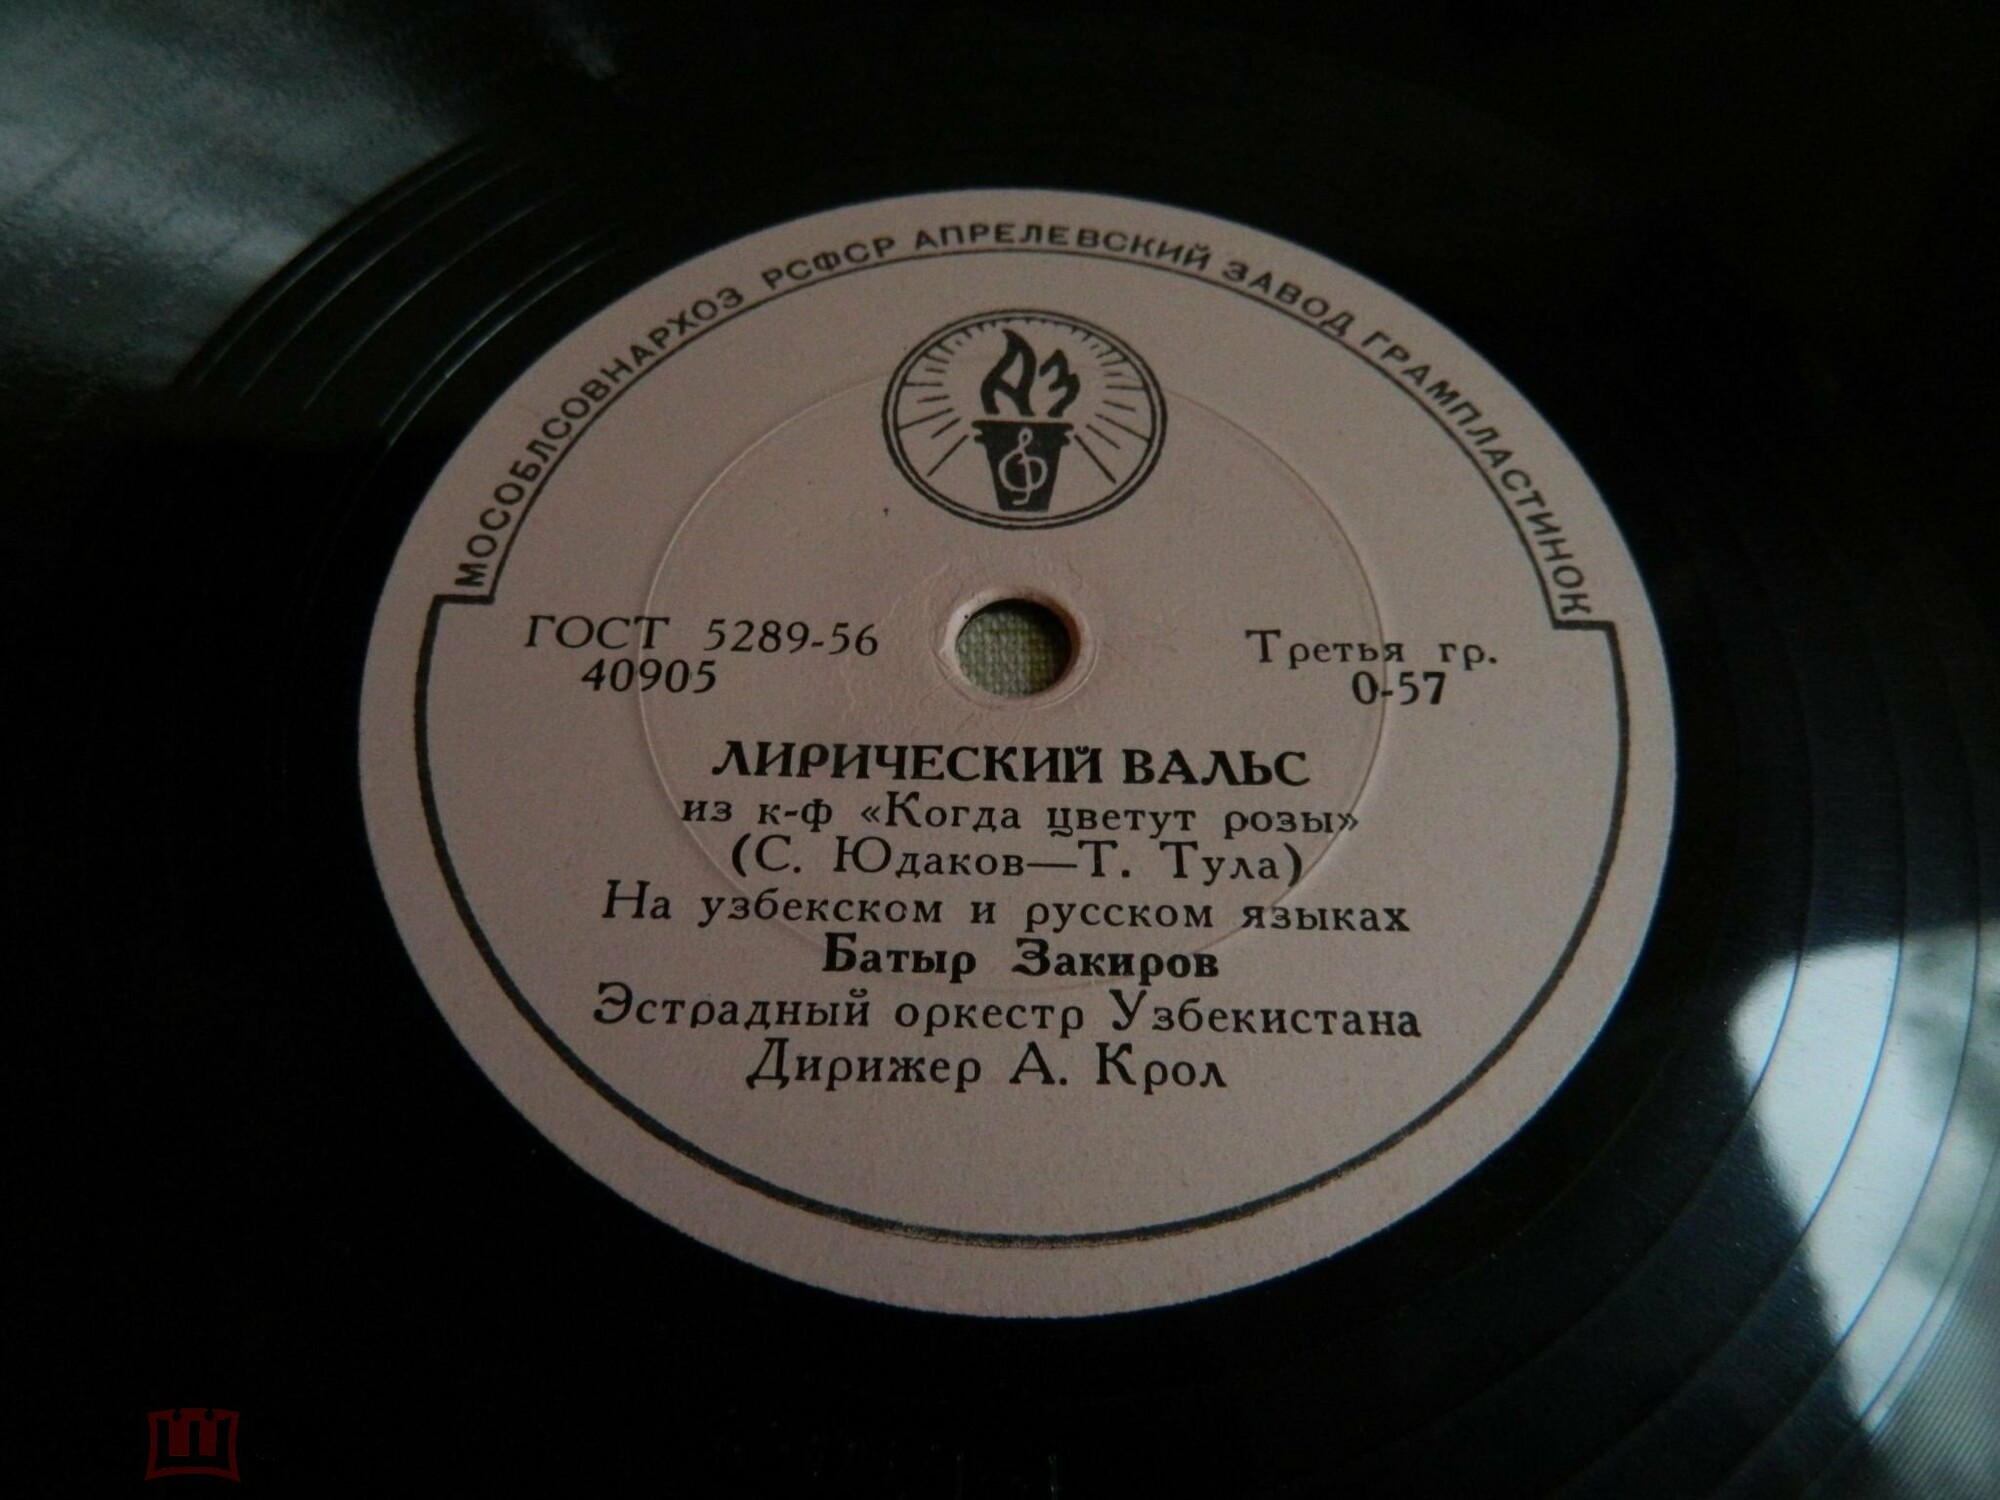 МОСОБЛСОВНАРХОЗ РСФСР АПРЕЛЕВСКИЙ ЗАВОД ГРАМПЛАСТИНОК
АЗ
ГОСТ 5289-56
40905
Третья гр.
0-57
ЛИРИЧЕСКИЙ ВАЛЬС
из к-ф «Когда цветут розы»
(С. Юдаков—Т. Тула)
На узбекском и русском языках
Батыр Закиров
Эстрадный оркестр Узбекистана
Дирижер А. Крол